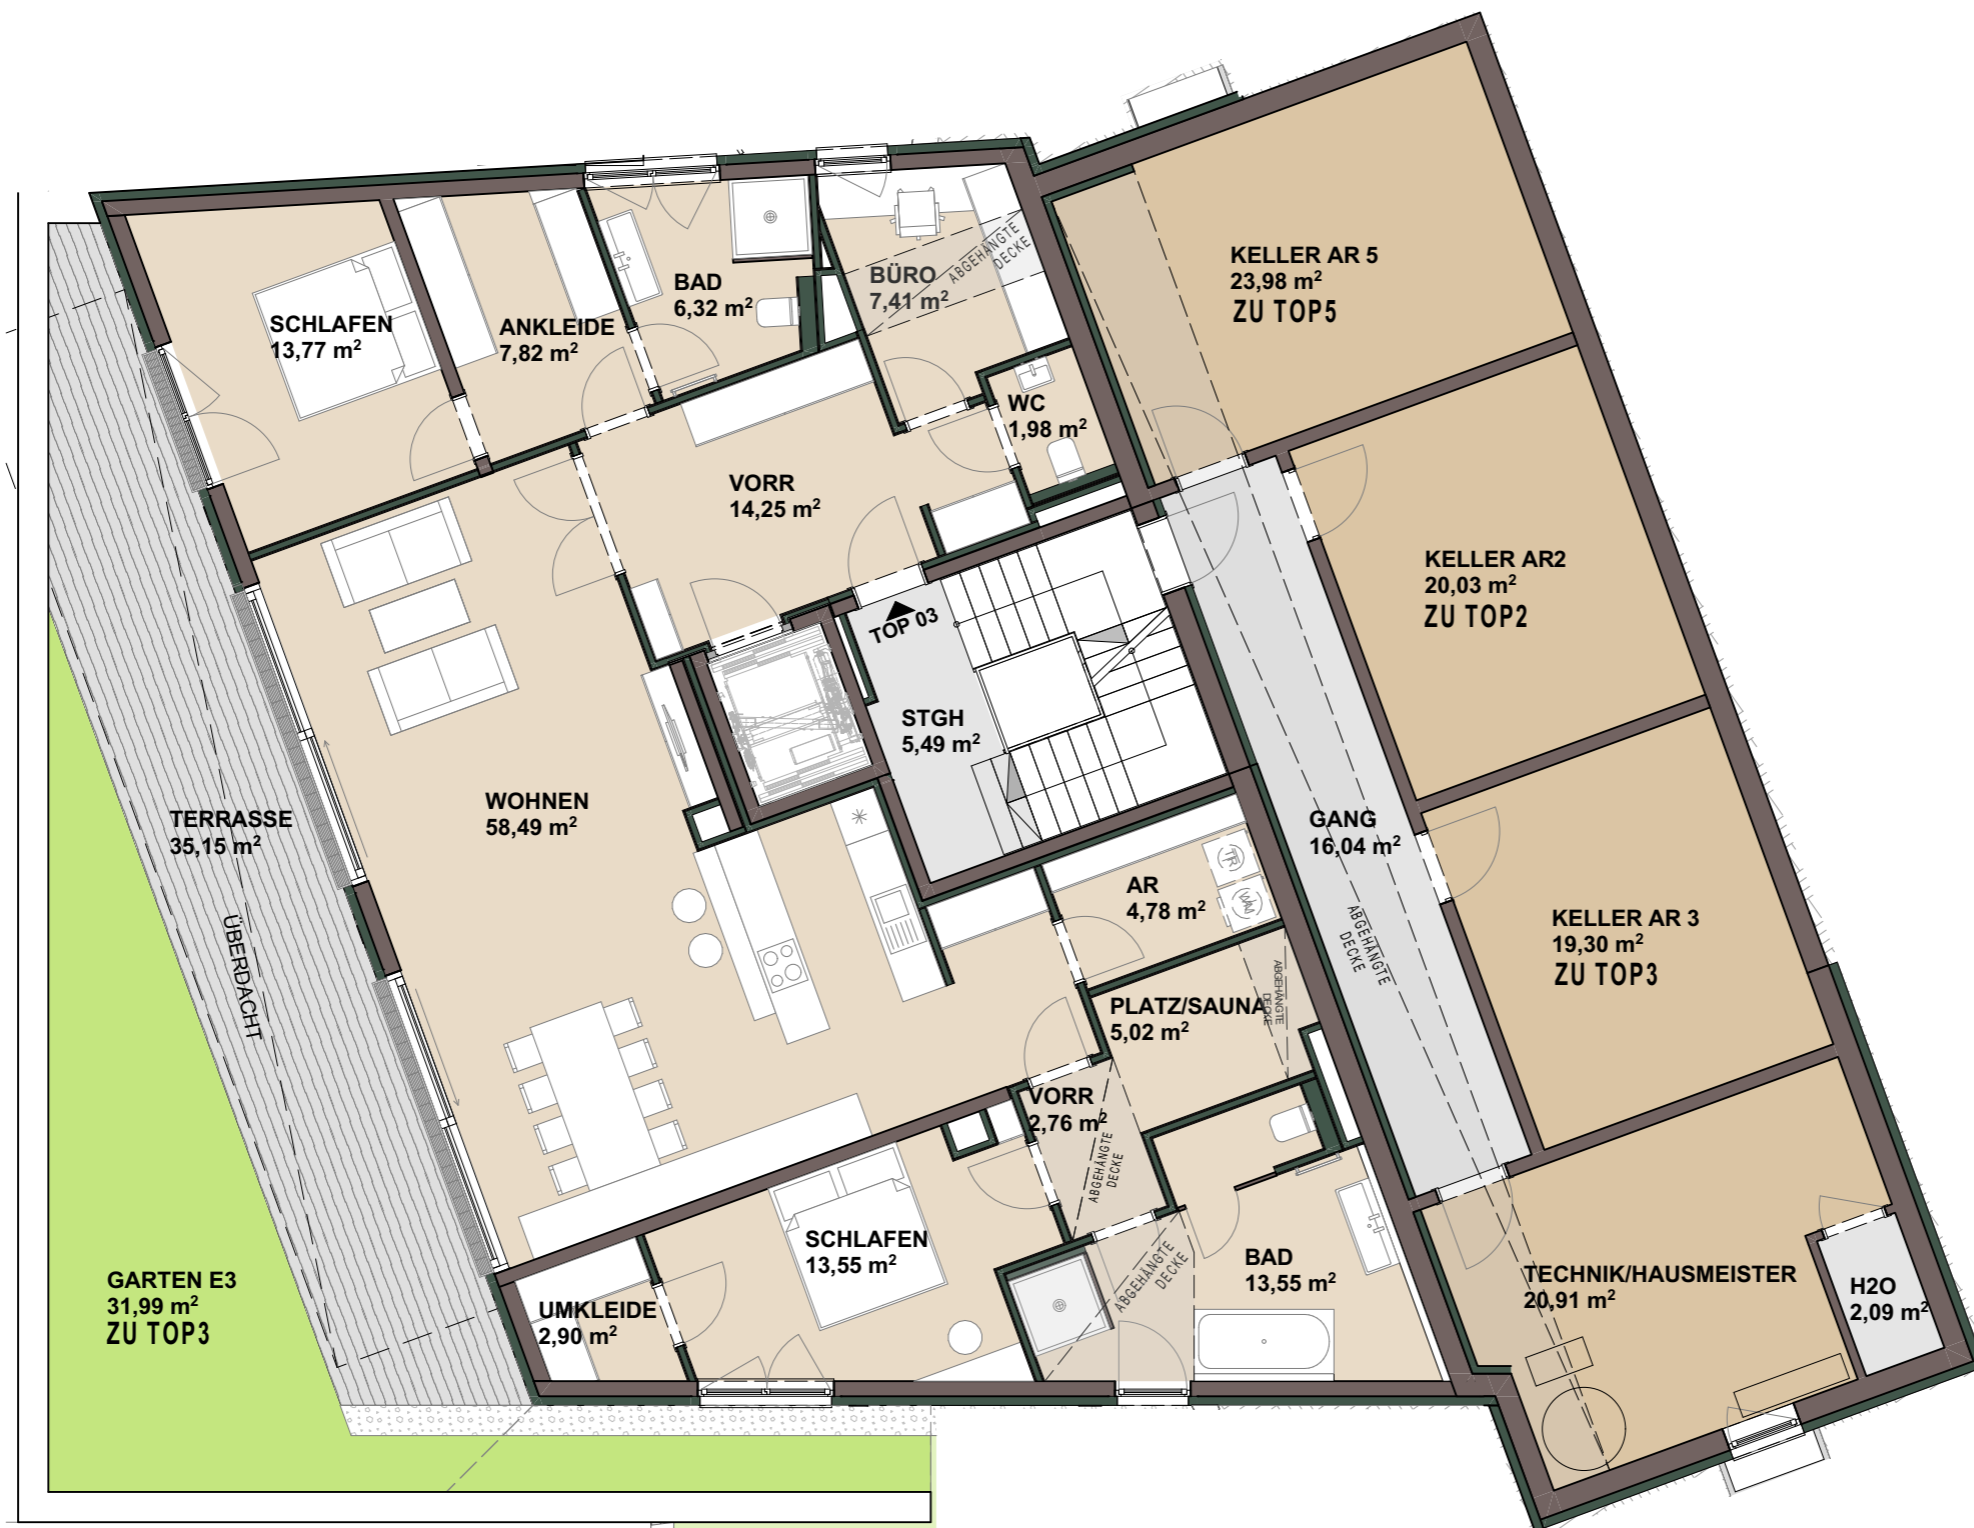 KELLER AR 5
23,98 m²
ZU TOP5
BAD
6,32 m²
BÜRO
7,41 m²
ABGEHÄNGTE
DECKE
SCHLAFEN
13,77 m²
ANKLEIDE
7,82 m²
WC
1,98 m²
VORR
14,25 m²
KELLER AR2
20,03 m²
ZU TOP2
TOP 03
STGH
5,49 m²
WOHNEN
58,49 m²
TERRASSE
35,15 m²
ÜBERDACHT
GANG
16,04 m²
ABGEHÄNGTE
DECKE
TR
WM
AR
4,78 m²
KELLER AR 3
19,30 m²
ZU TOP3
PLATZ/SAUNA
5,02 m²
ABGEHÄNGTE
DECKE
VORR
2,76 m²
ABGEHÄNGTE
DECKE
SCHLAFEN
13,55 m²
BAD
13,55 m²
ABGEHÄNGTE
DECKE
UMKLEIDE
2,90 m²
GARTEN E3
31,99 m²
ZU TOP3
TECHNIK/HAUSMEISTER
20,91 m²
H2O
2,09 m²